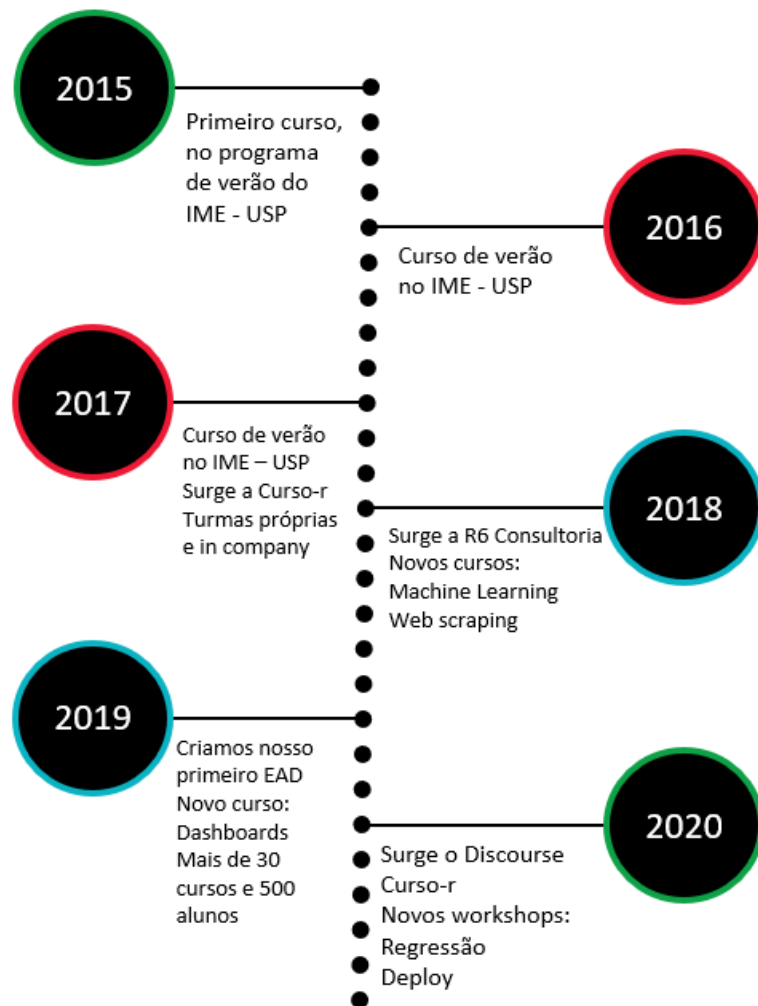 2015
Primeiro curso,
no programa
de verão do
IME - USP
2016
Curso de verão
no IME - USP
2017
Curso de verão
no IME – USP
Surge a Curso-r
Turmas próprias
e in company
2018
Surge a R6 Consultoria
Novos cursos:
Machine Learning
Web scraping
2019
Criamos nosso
primeiro EAD
Novo curso:
Dashboards
Mais de 30
cursos e 500
alunos
2020
Surge o Discourse
Curso-r
Novos workshops:
Regressão
Deploy